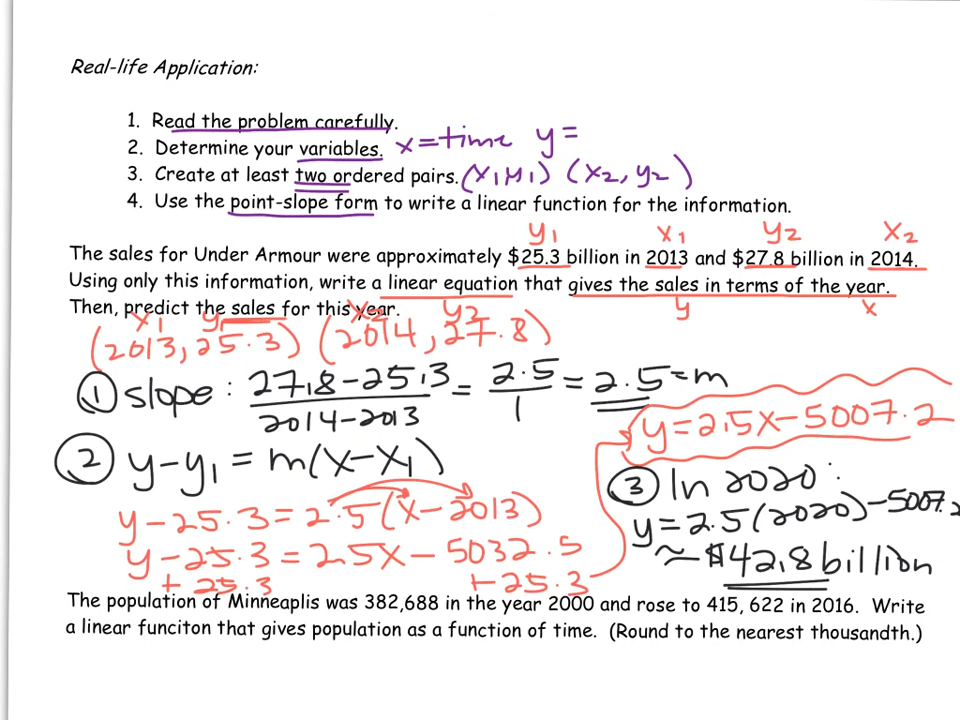 Real-life Application:
1. Read the problem carefully.
2. Determine your variables. x=time y=
3. Create at least two ordered pairs. (x1,y1) (x2,y2)
4. Use the point-slope form to write a linear function for the information.
y1 x1 y2 x2
The sales for Under Armour were approximately $25.3 billion in 2013 and $27.8 billion in 2014.
Using only this information, write a linear equation that gives the sales in terms of the year.
Then, predict the sales for this year.
y x
x1 y1 x2 y2
(2013, 25.3) (2014, 27.8)
① slope: 27.8-25.3/2014-2013 = 2.5/1 = 2.5=m
y=2.5x-5007.2
② y-y1=m(x-x1)
③ In 2020:
y-25.3=2.5(x-2013)
y=2.5(2020)-5007.2
y-25.3=2.5x-5032.5
≈$42.8 billion
+25.3 +25.3
The population of Minneaplis was 382,688 in the year 2000 and rose to 415, 622 in 2016. Write
a linear funciton that gives population as a function of time. (Round to the nearest thousandth.)